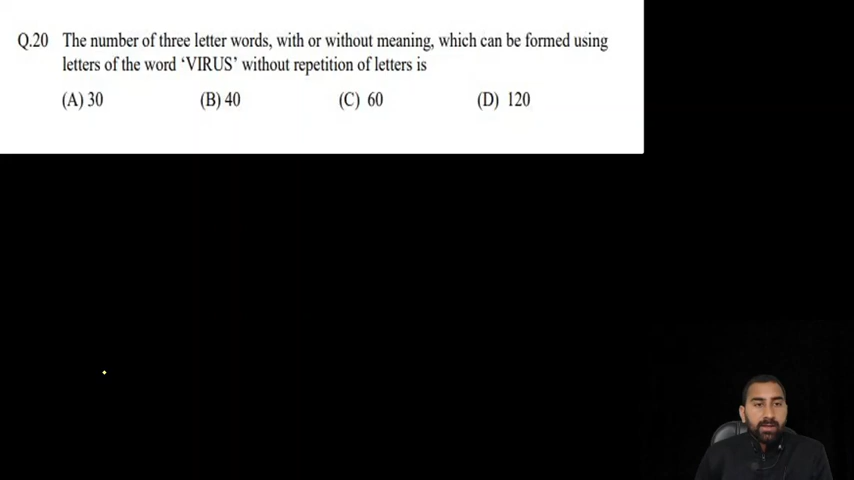 Q.20 The number of three letter words, with or without meaning, which can be formed using
letters of the word ‘VIRUS’ without repetition of letters is
(A) 30 (B) 40 (C) 60 (D) 120